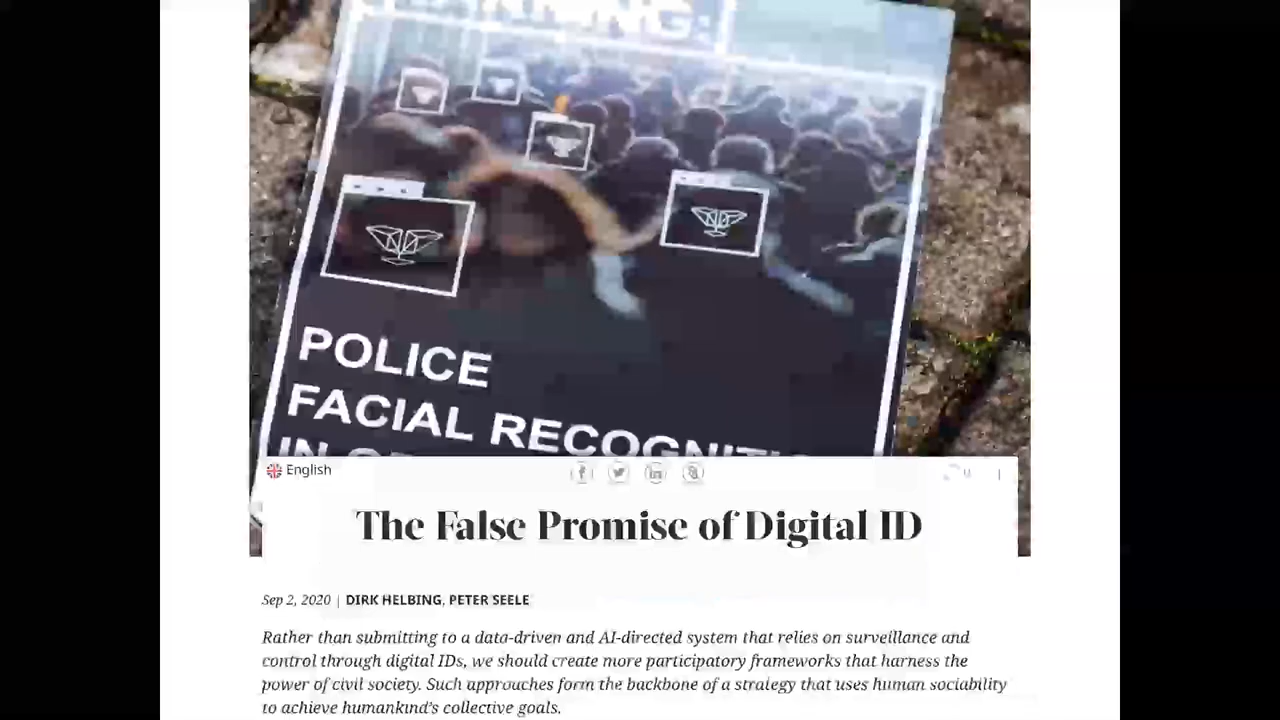 POLICE
FACIAL
IN
English
The False Promise of Digital ID
Sep 2, 2020 | DIRK HELBING, PETER SEELE
Rather than submitting to a data-driven and AI-directed system that relies on surveillance and
control through digital IDs, we should create more participatory frameworks that harness the
power of civil society. Such approaches form the backbone of a strategy that uses human sociability
to achieve humankind's collective goals.